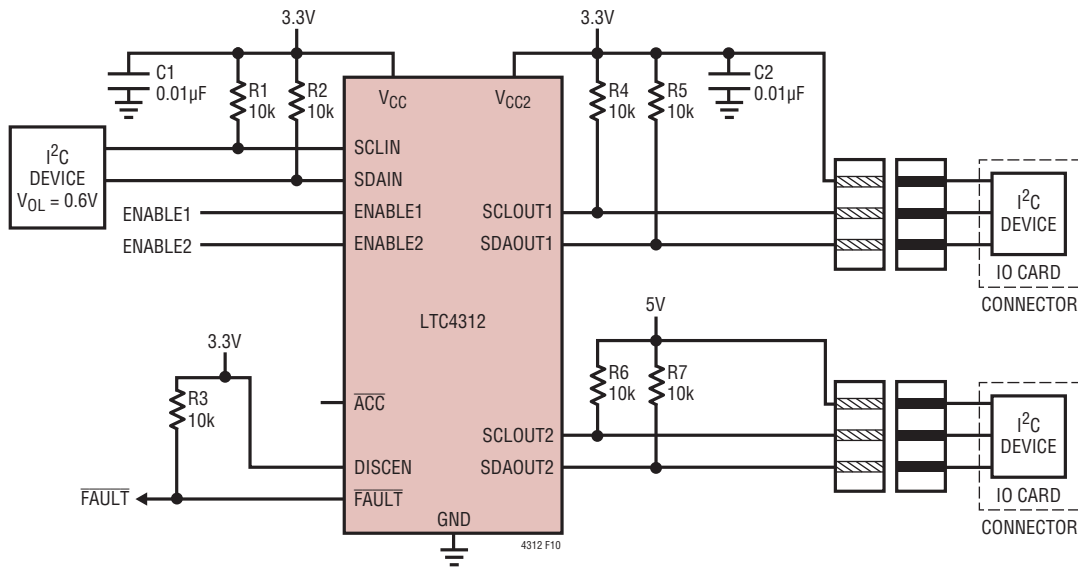 3.3V
3.3V
C1
0.01µF
R1
10k
R2
10k
VCC
VCC2
R4
10k
R5
10k
C2
0.01µF
I2C
DEVICE
VOL = 0.6V
SCLIN
SDAIN
ENABLE1
ENABLE1
ENABLE2
ENABLE2
SCLOUT1
SDAOUT1
I2C
DEVICE
IO CARD
CONNECTOR
LTC4312
5V
3.3V
R3
10k
R6
10k
R7
10k
ACC
SCLOUT2
DISCEN
SDAOUT2
I2C
DEVICE
FAULT
FAULT
IO CARD
CONNECTOR
GND
4312 F10